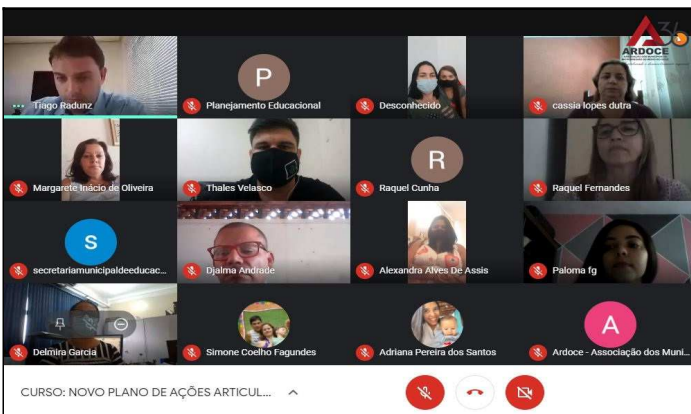 ARDOCE
Tiago Radunz
P
Planejamento Educacional
Desconhecido
cassia lopes dutra
Margarete Inácio de Oliveira
Thales Velasco
R
Raquel Cunha
Raquel Fernandes
S
secretariamunicipaldeeducac...
Djalma Andrade
Alexandra Alves De Assis
Paloma fg
Delmira Garcia
Simone Coelho Fagundes
Adriana Pereira dos Santos
A
Ardoce - Associação dos Muni...
CURSO: NOVO PLANO DE AÇÕES ARTICUL...